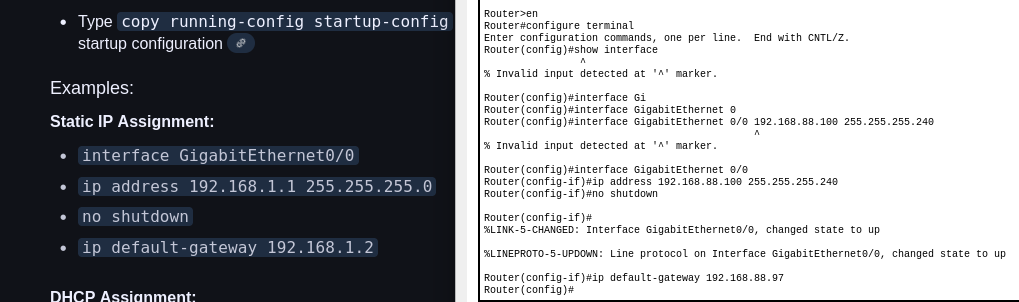 Type copy running-config startup-config
startup configuration
Examples:
Static IP Assignment:
interface GigabitEthernet0/0
ip address 192.168.1.1 255.255.255.0
no shutdown
ip default-gateway 192.168.1.2
DHCP Assignment:
Router>en
Router#configure terminal
Enter configuration commands, one per line.  End with CNTL/Z.
Router(config)#show interface
^
% Invalid input detected at '^' marker.
Router(config)#interface Gi
Router(config)#interface GigabitEthernet 0
Router(config)#interface GigabitEthernet 0/0 192.168.88.100 255.255.255.240
^
% Invalid input detected at '^' marker.
Router(config)#interface GigabitEthernet 0/0
Router(config-if)#ip address 192.168.88.100 255.255.255.240
Router(config-if)#no shutdown
Router(config-if)#
%LINK-5-CHANGED: Interface GigabitEthernet0/0, changed state to up
%LINEPROTO-5-UPDOWN: Line protocol on Interface GigabitEthernet0/0, changed state to up
Router(config-if)#ip default-gateway 192.168.88.97
Router(config)#